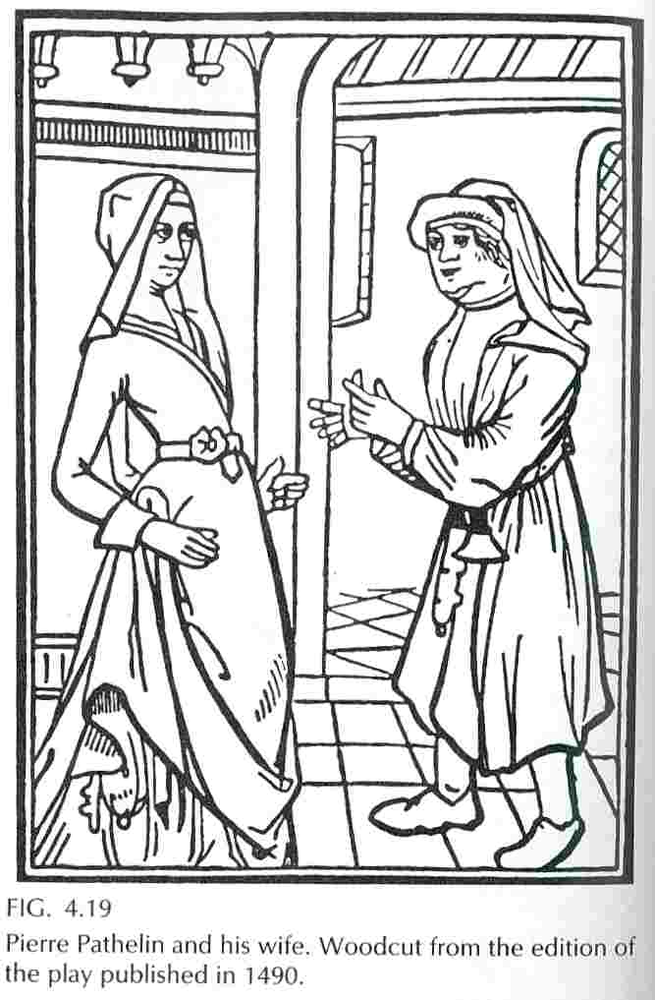 FIG. 4.19
Pierre Pathelin and his wife. Woodcut from the edition of
the play published in 1490.